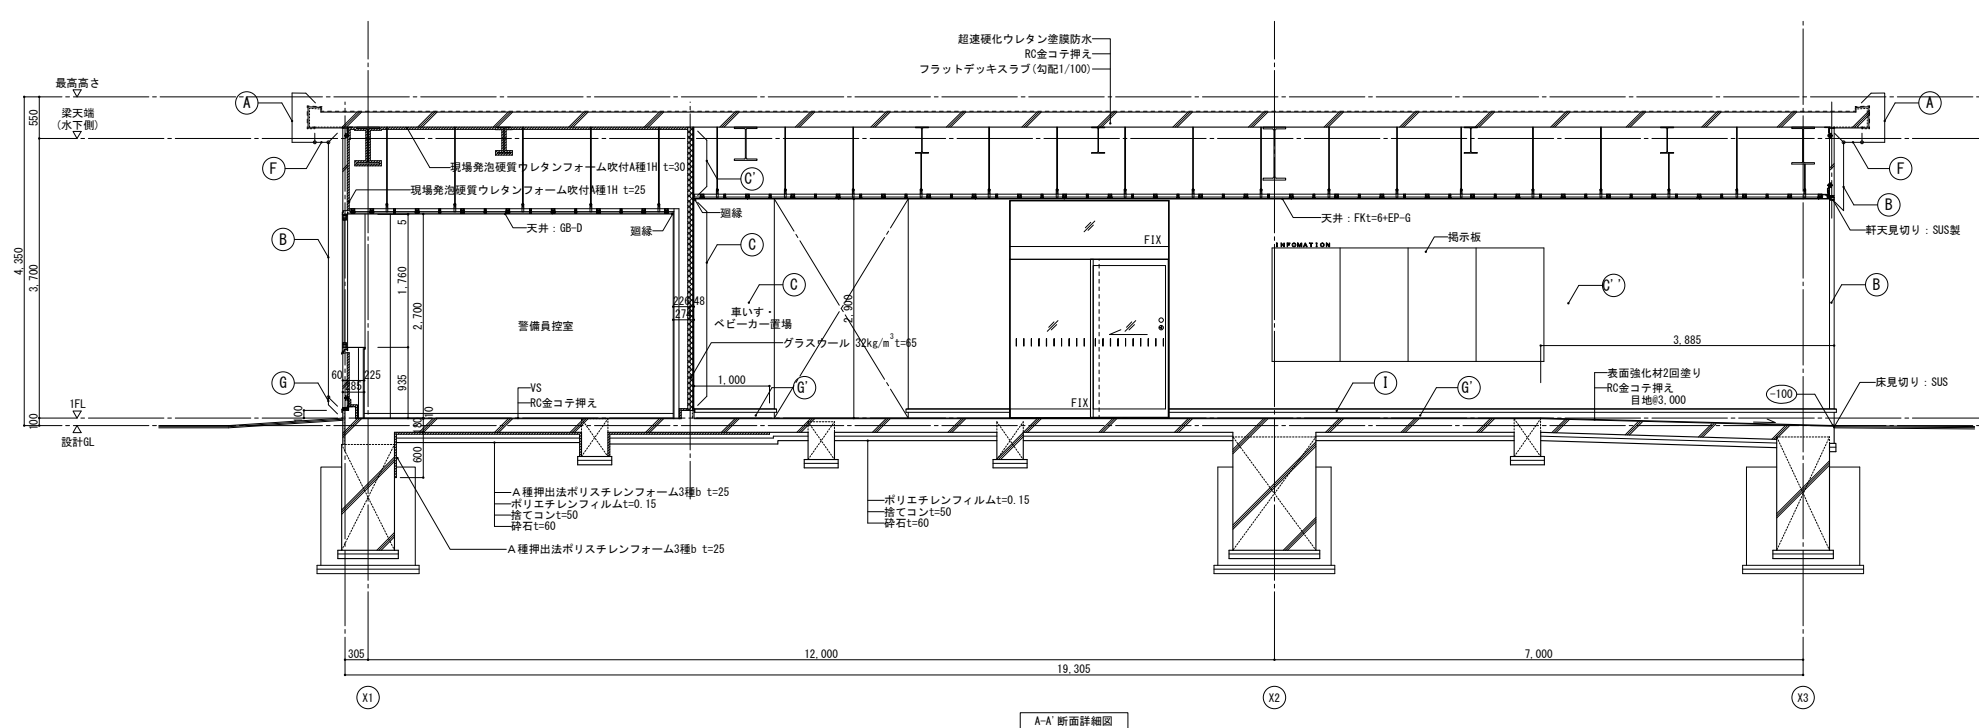 超速硬化ウレタン塗膜防水
RC金コテ押え
フラットデッキスラブ(勾配1/100)
最高高さ
A
A
550
梁天端
(水下側)
F
現場発泡硬質ウレタンフォーム吹付A種1H t=30
C'
F
現場発泡硬質ウレタンフォーム吹付A種1H t=25
B
廻縁
天井：GB-D
廻縁
天井：FKt=6+EP-G
軒天見切り：SUS製
5
FIX
INFOMATION
掲示板
B
C
4,350
3,700
1,760
2,700
C
C''
B
226
48
274
車いす・
ベビーカー置場
2,900
警備員控室
グラスウール 32kg/m³t=65
3,885
60
225
285
G
935
1,000
G'
FIX
I
G'
表面強化材2回塗り
RC金コテ押え
目地@3,000
-100
床見切り：SUS
VS
RC金コテ押え
1FL
100
設計GL
600
A種押出法ポリスチレンフォーム3種b t=25
ポリエチレンフィルムt=0.15
捨てコンt=50
砕石t=60
A種押出法ポリスチレンフォーム3種b t=25
ポリエチレンフィルムt=0.15
捨てコンt=50
砕石t=60
305
12,000
7,000
19,305
X1
X2
X3
A-A' 断面詳細図